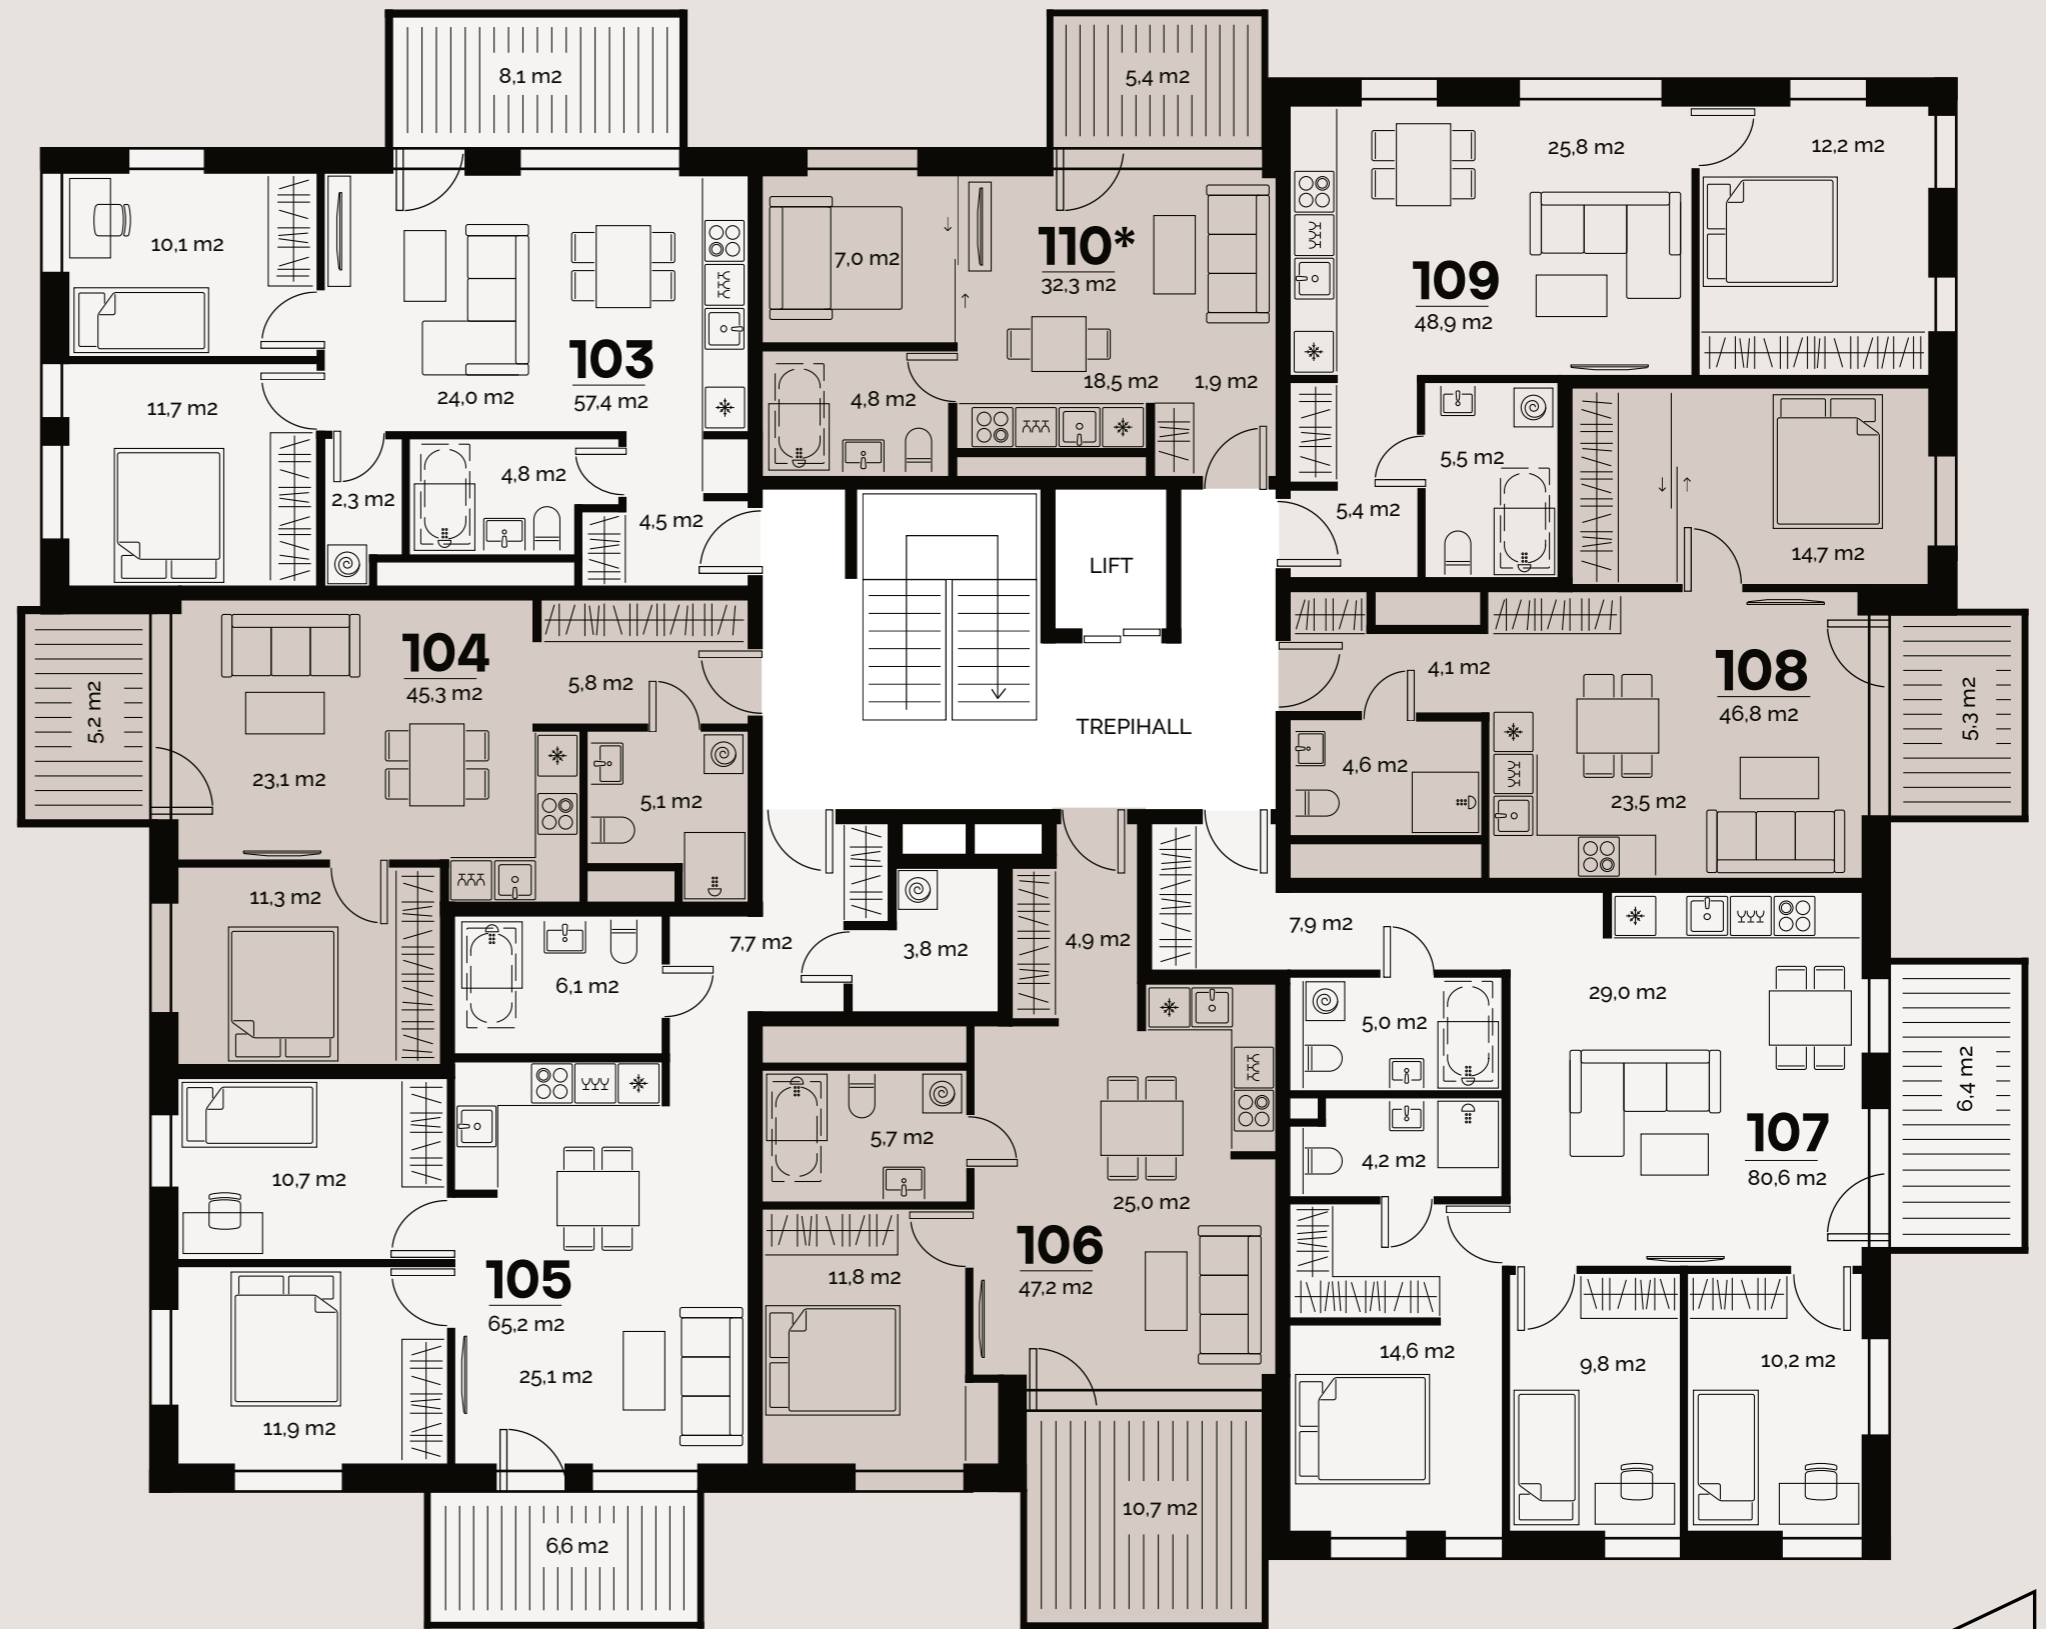 8,1 m2
5,4 m2
10,1 m2
11,7 m2
24,0 m2
103
57,4 m2
2,3 m2
4,8 m2
4,5 m2
7,0 m2
110*
32,3 m2
4,8 m2
18,5 m2
1,9 m2
25,8 m2
12,2 m2
109
48,9 m2
5,5 m2
5,4 m2
14,7 m2
LIFT
TREPIHALL
5,2 m2
104
45,3 m2
5,8 m2
23,1 m2
5,1 m2
11,3 m2
4,1 m2
108
46,8 m2
5,3 m2
4,6 m2
23,5 m2
6,1 m2
7,7 m2
3,8 m2
10,7 m2
105
65,2 m2
25,1 m2
11,9 m2
6,6 m2
4,9 m2
5,7 m2
25,0 m2
106
47,2 m2
11,8 m2
10,7 m2
7,9 m2
29,0 m2
5,0 m2
4,2 m2
107
80,6 m2
6,4 m2
14,6 m2
9,8 m2
10,2 m2